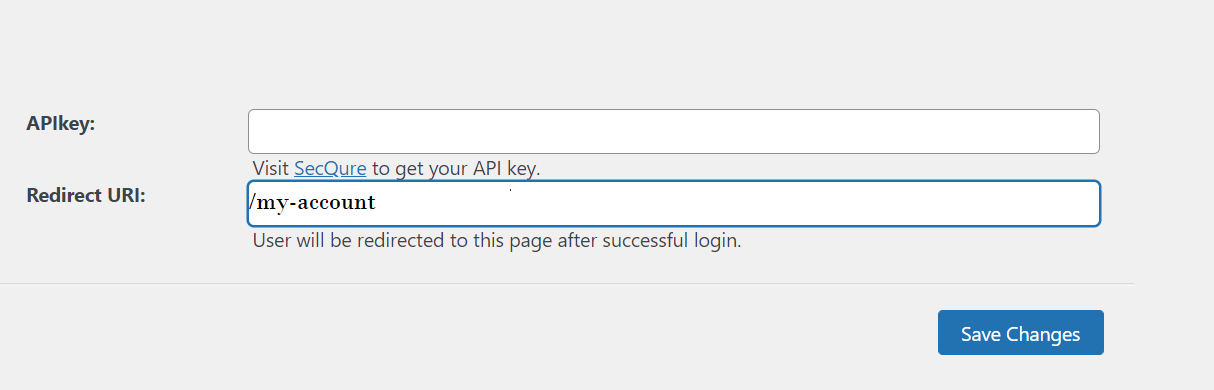 APIkey:
Visit SecQure to get your API key.
Redirect URI:
/my-account
User will be redirected to this page after successful login.
Save Changes